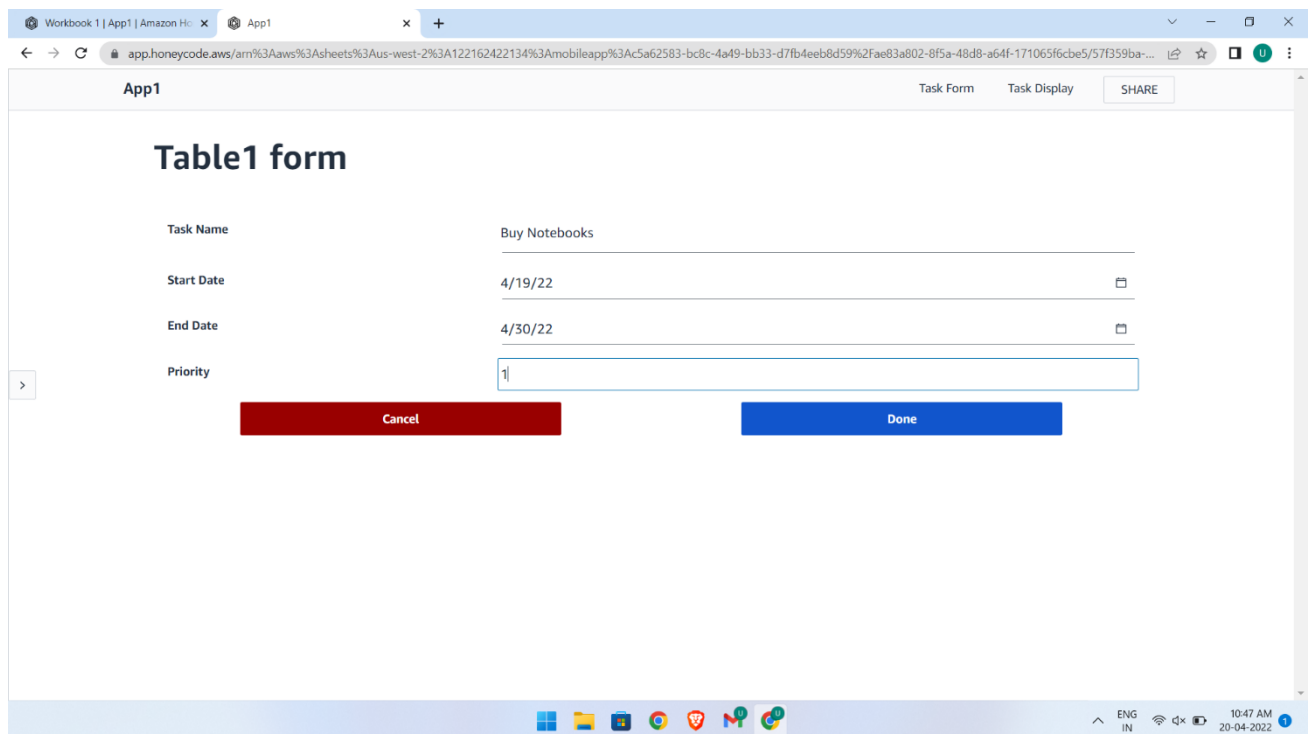 Workbook 1 | App1 | Amazon Ho
App1
app.honeycode.aws/arn%3Aaws%3Asheets%3Aus-west-2%3A122162422134%3Amobileapp%3Ac5a62583-bc8c-4a49-bb33-d7fb4eeb8d59%2Fae83a802-8f5a-48d8-a64f-171065f6cbe5/57f359ba-...
U
App1
Task Form
Task Display
SHARE
Table1 form
Task Name
Buy Notebooks
Start Date
4/19/22
End Date
4/30/22
Priority
1
Cancel
Done
ENG
IN
10:47 AM
20-04-2022
1